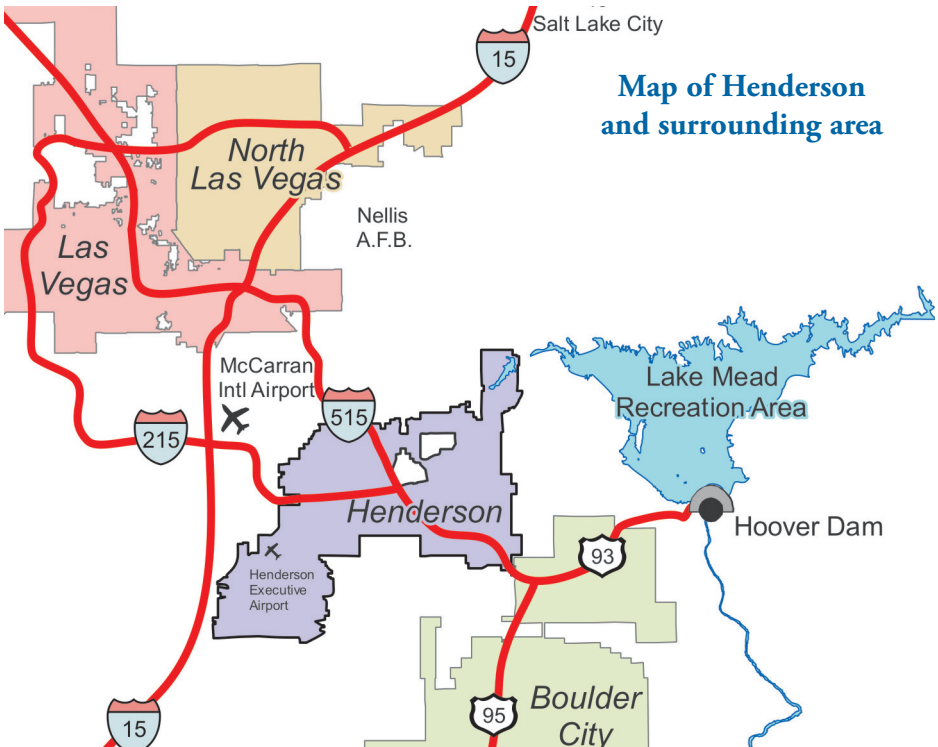 Salt Lake City
15
Map of Henderson
and surrounding area
North
Las Vegas
Nellis
A.F.B.
Las
Vegas
McCarran
Intl Airport
Lake Mead
Recreation Area
515
215
Henderson
Hoover Dam
93
Henderson
Executive
Airport
Boulder
City
95
15